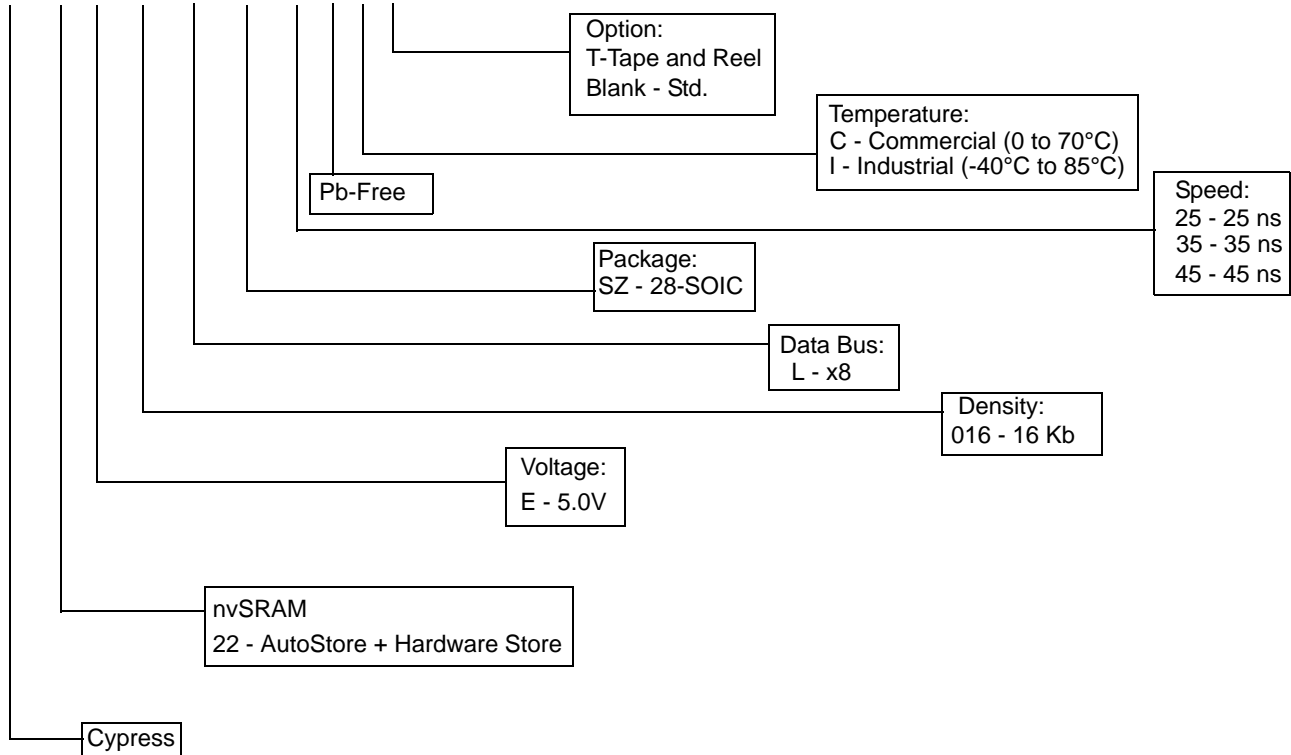 Option:
T-Tape and Reel
Blank - Std.
Temperature:
C - Commercial (0 to 70°C)
I - Industrial (-40°C to 85°C)
Pb-Free
Speed:
25 - 25 ns
35 - 35 ns
45 - 45 ns
Package:
SZ - 28-SOIC
Data Bus:
L - x8
Density:
016 - 16 Kb
Voltage:
E - 5.0V
nvSRAM
22 - AutoStore + Hardware Store
Cypress